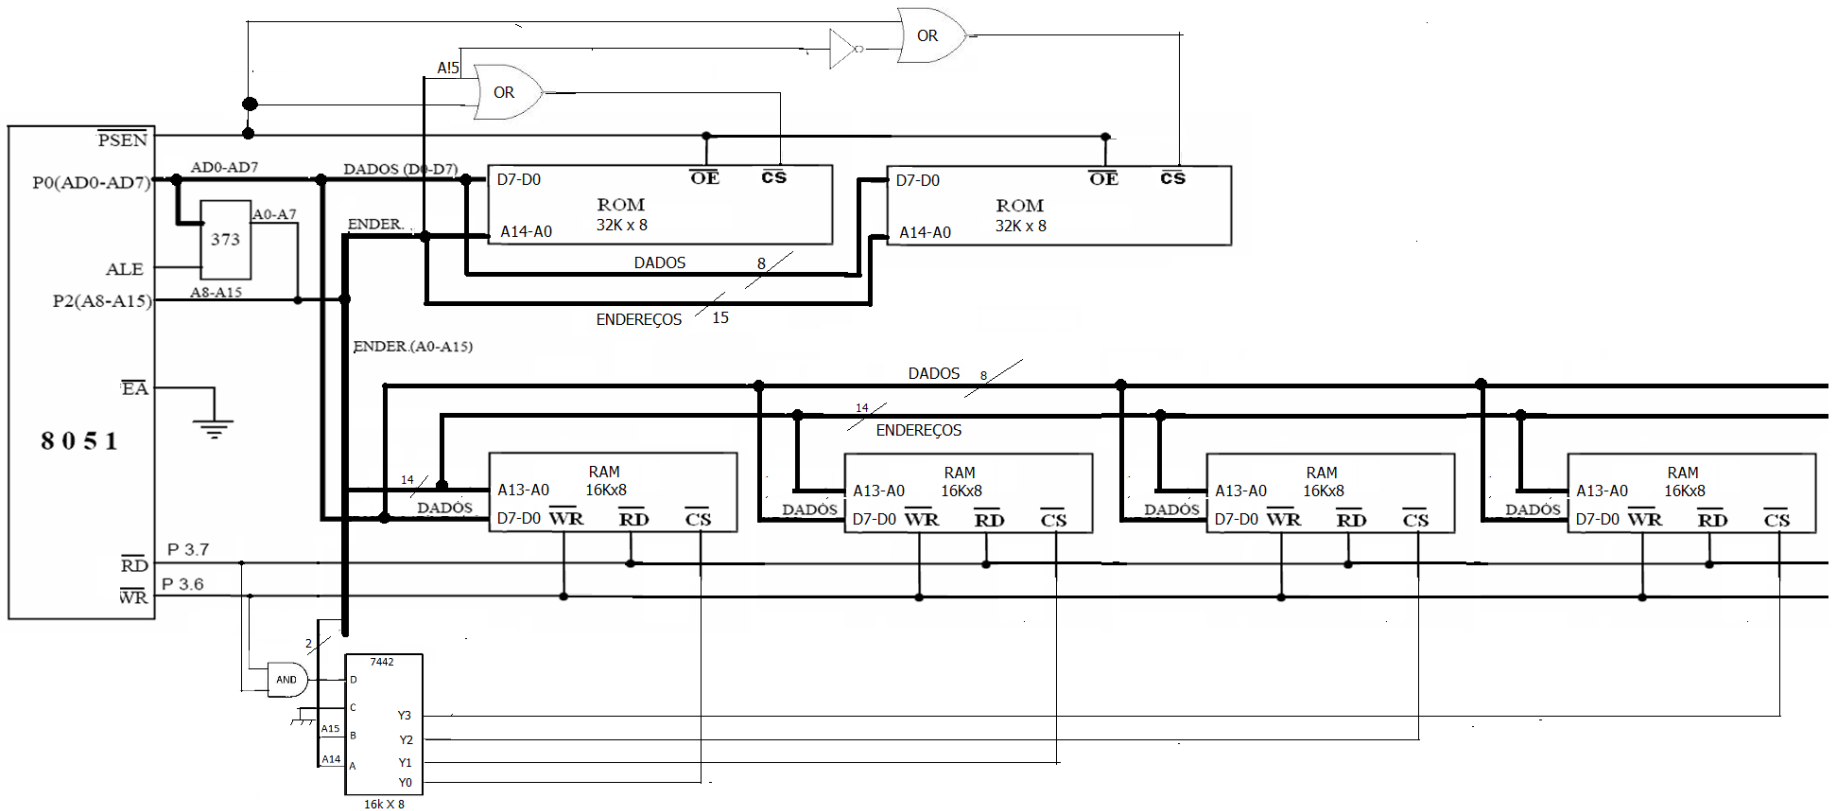 OR
A!5
OR
PSEN
AD0-AD7
DADOS (D0-D7)
D7-D0
OE
CS
D7-D0
OE
CS
P0(AD0-AD7)
ROM
32K x 8
ROM
32K x 8
A0-A7
ENDER.
A14-A0
A14-A0
373
DADOS
8
ALE
P2(A8-A15)
A8-A15
ENDEREÇOS
15
ENDER.(A0-A15)
EA
DADOS
8
14
ENDEREÇOS
8051
RAM
16Kx8
RAM
16Kx8
RAM
16Kx8
RAM
16Kx8
14
A13-A0
A13-A0
A13-A0
A13-A0
DADOS
D7-D0
WR
RD
CS
DADOS
D7-D0
WR
RD
CS
DADOS
D7-D0
WR
RD
CS
DADOS
D7-D0
WR
RD
CS
RD
P 3.7
WR
P 3.6
2
7442
AND
D
C
Y3
A15
B
Y2
A14
A
Y1
Y0
16k X 8